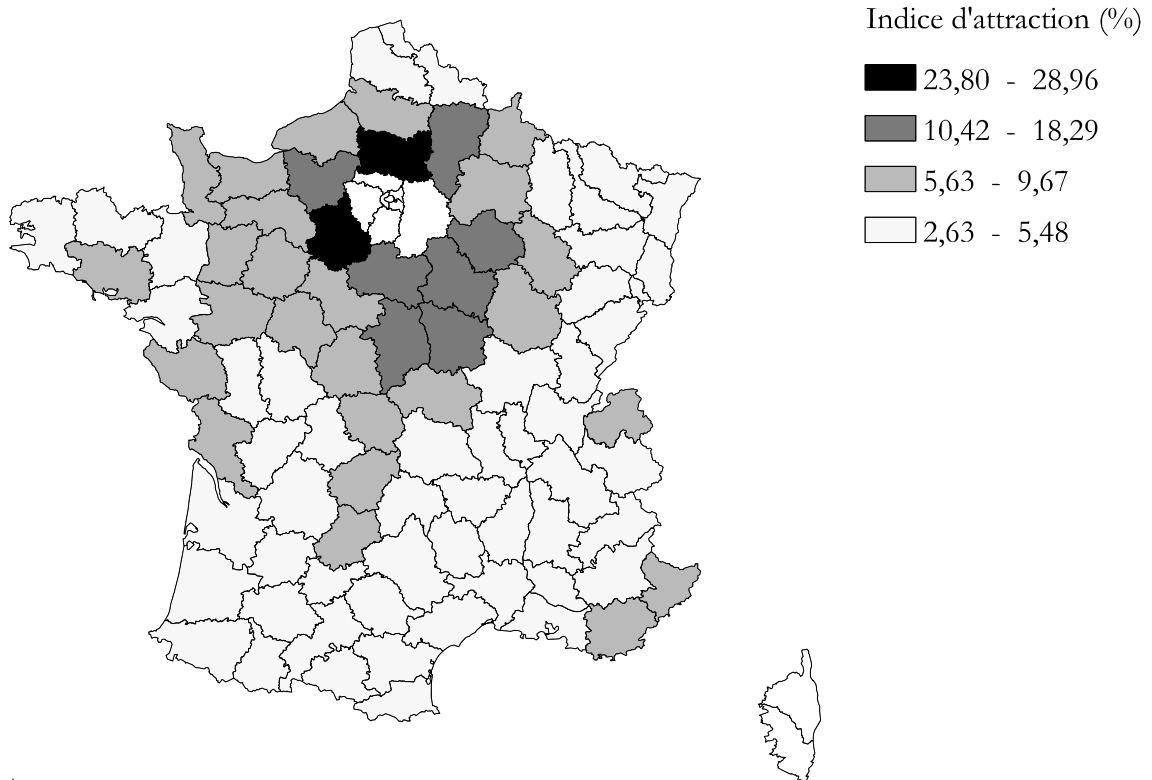 Indice d'attraction (%)
23,80 - 28,96
10,42 - 18,29
5,63 - 9,67
2,63 - 5,48